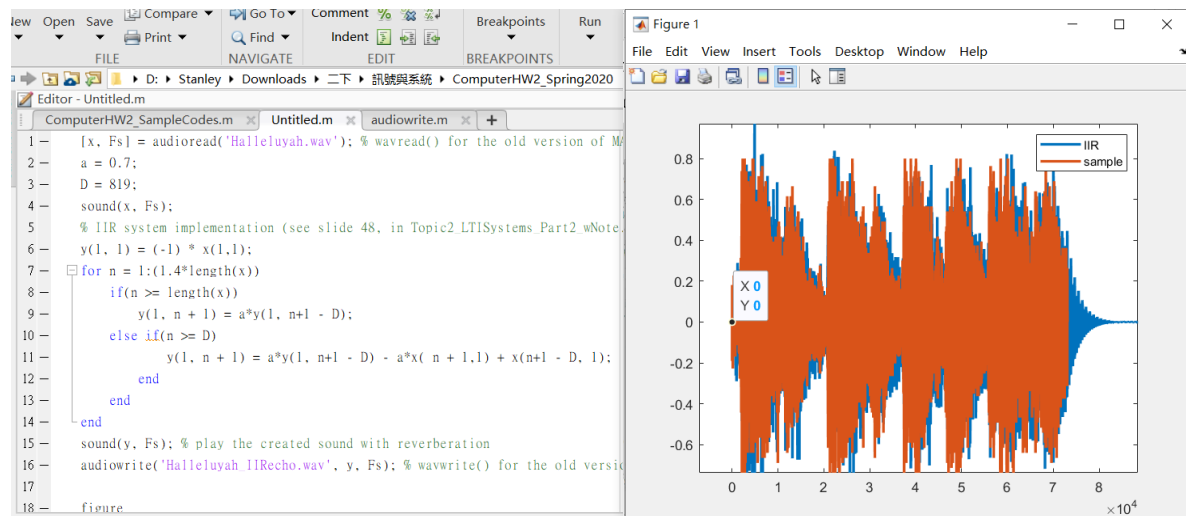 New Open Save Compare Go To Comment Breakpoints Run
Print Find Indent
FILE NAVIGATE EDIT BREAKPOINTS
D: Stanley Downloads 二下 訊號與系統 ComputerHW2_Spring2020
Editor - Untitled.m
ComputerHW2_SampleCodes.m Untitled.m audiowrite.m
1 [x, Fs] = audioread('Halleluyah.wav'); % wavread() for the old version of
2 a = 0.7;
3 D = 819;
4 sound(x, Fs);
5 % IIR system implementation (see slide 48, in Topic2_LTISystems_Part2_wNote.
6 y(1, 1) = (-1) * x(1,1);
7 for n = 1:(1.4*length(x))
8 if(n >= length(x))
9 y(1, n + 1) = a*y(1, n+1 - D);
10 else if(n >= D)
11 y(1, n + 1) = a*y(1, n+1 - D) - a*x( n + 1,1) + x(n+1 - D, 1);
12 end
13 end
14 end
15 sound(y, Fs); % play the created sound with reverberation
16 audiowrite('Halleluyah_IIRecho.wav', y, Fs); % wavwrite() for the old
17
18 figure
Figure 1
File Edit View Insert Tools Desktop Window Help
IIR
sample
0.8
0.6
0.4
0.2
0
-0.2
-0.4
-0.6
X 0
Y 0
0 1 2 3 4 5 6 7 8
×10⁴